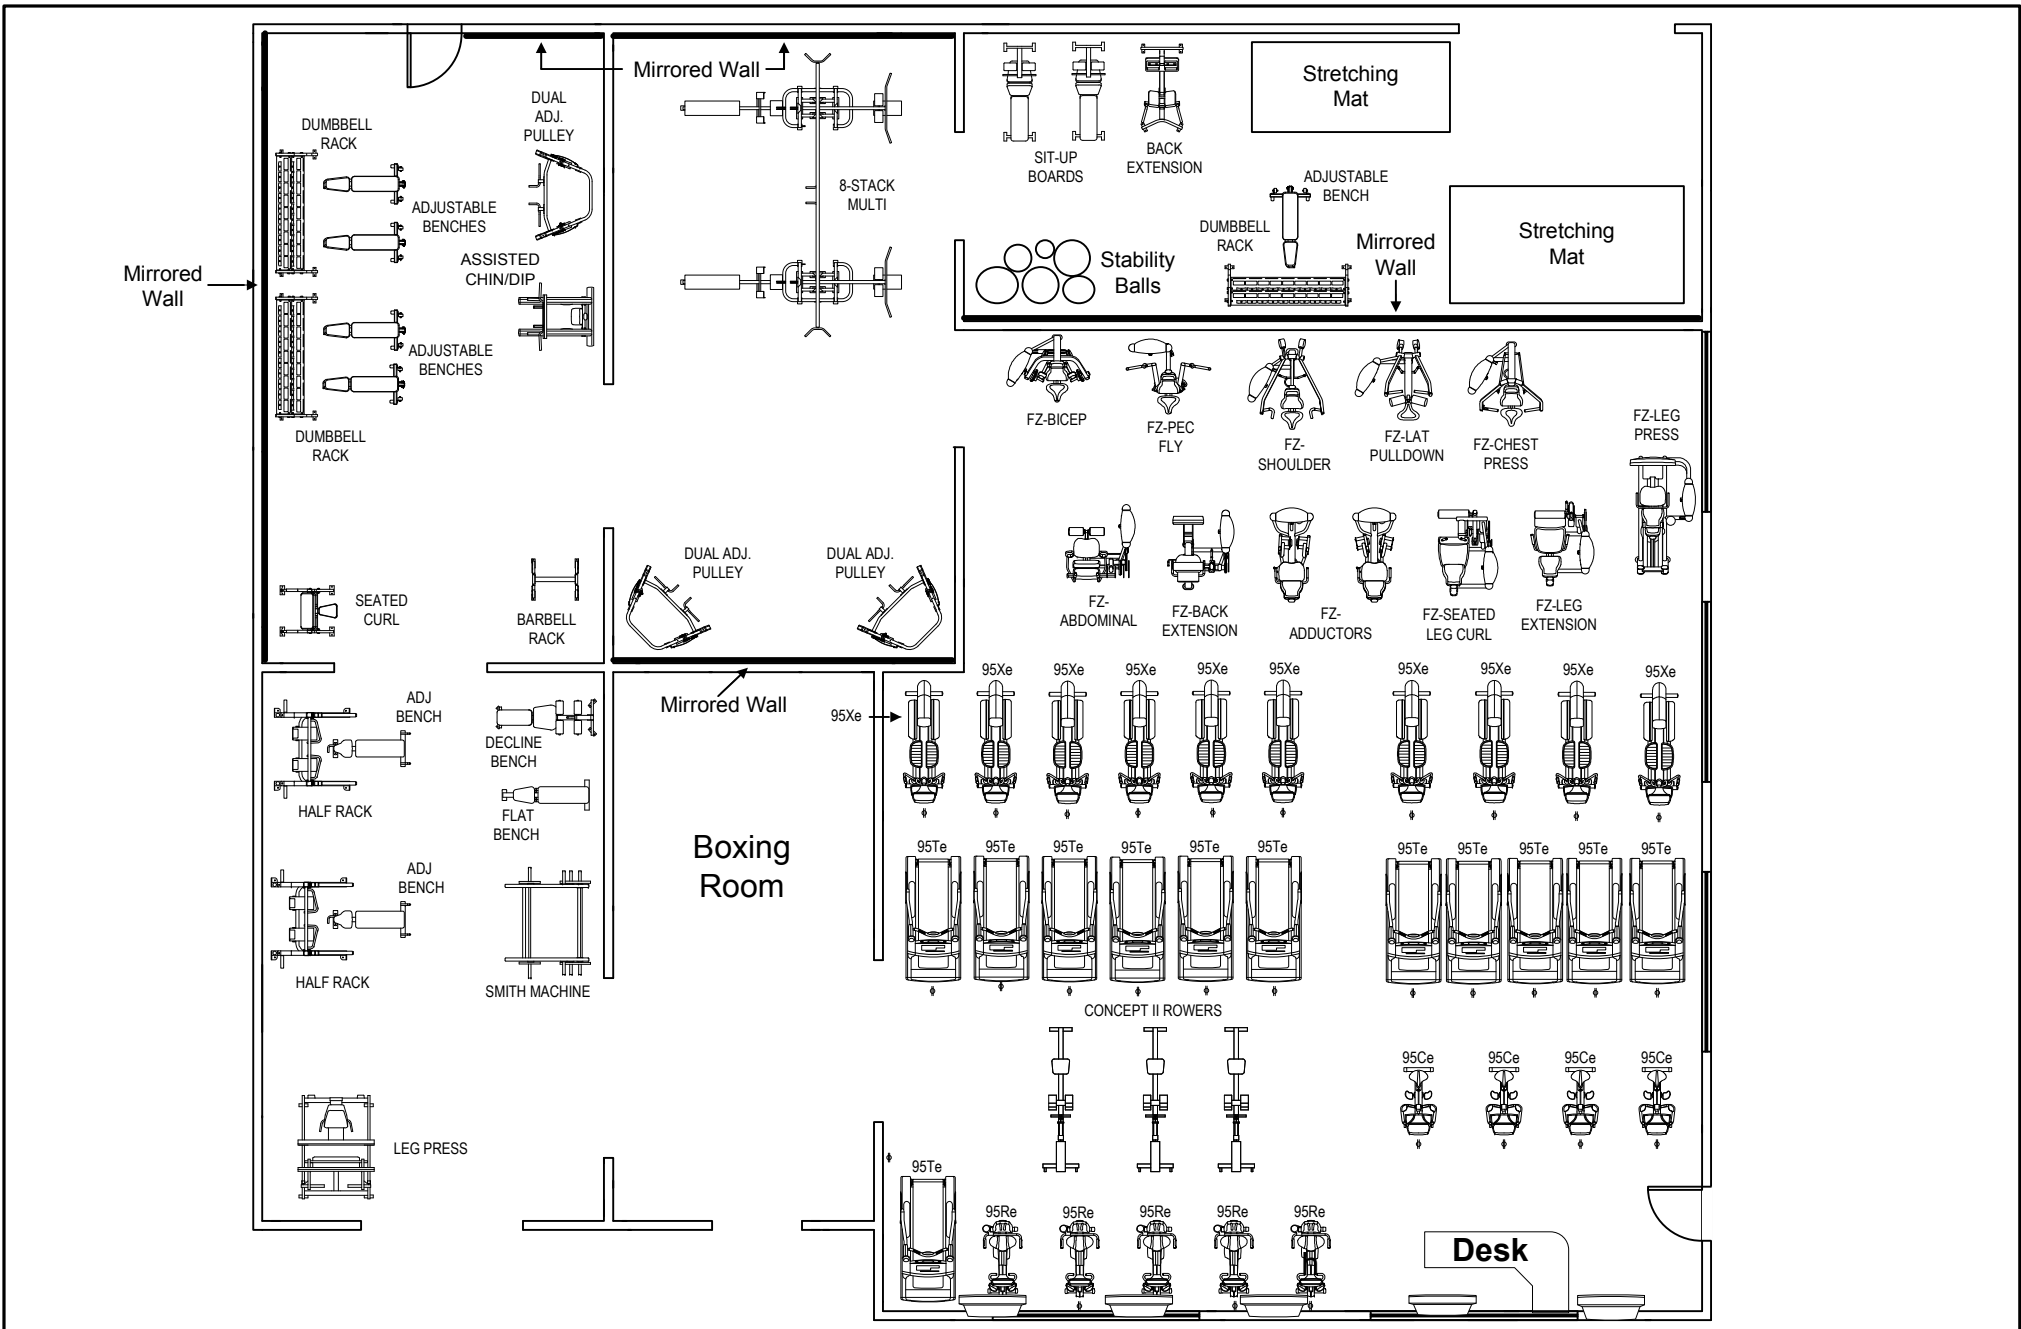 Mirrored Wall
DUAL
ADJ.
PULLEY
DUMBBELL
RACK
ADJUSTABLE
BENCHES
ASSISTED
CHIN/DIP
Mirrored
Wall
ADJUSTABLE
BENCHES
DUMBBELL
RACK
8-STACK
MULTI
SIT-UP
BOARDS
BACK
EXTENSION
Stretching
Mat
ADJUSTABLE
BENCH
DUMBBELL
RACK
Mirrored
Wall
Stretching
Mat
Stability
Balls
FZ-BICEP
FZ-PEC
FLY
FZ-
SHOULDER
FZ-LAT
PULLDOWN
FZ-CHEST
PRESS
FZ-LEG
PRESS
SEATED
CURL
BARBELL
RACK
DUAL ADJ.
PULLEY
DUAL ADJ.
PULLEY
FZ-
ABDOMINAL
FZ-BACK
EXTENSION
FZ-
ADDUCTORS
FZ-SEATED
LEG CURL
FZ-LEG
EXTENSION
Mirrored Wall
ADJ
BENCH
HALF RACK
DECLINE
BENCH
FLAT
BENCH
ADJ
BENCH
HALF RACK
SMITH MACHINE
LEG PRESS
Boxing
Room
95Xe
95Xe
95Xe
95Xe
95Xe
95Xe
95Xe
95Xe
95Xe
95Xe
95Te
95Te
95Te
95Te
95Te
95Te
95Te
95Te
95Te
95Te
95Te
CONCEPT II ROWERS
95Ce
95Ce
95Ce
95Ce
95Te
95Re
95Re
95Re
95Re
95Re
Desk